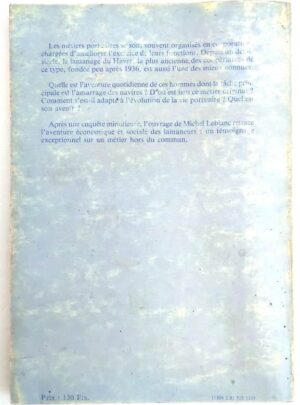 Les métiers portuaires se sont souvent organisés en
chargées d'améliorer l'exercice de leurs fonctions. Depuis un demi
siècle, le lamanage du Havre, la plus ancienne des coopératives de
ce type, fondée peu après 1936, est aussi l'une des mieux connues.
Quelle est l'aventure quotidienne de ces hommes dont la tâche prin-
cipale est l'amarrage des navires ? D'où est issu ce métier original ?
Comment s'est-il adapté à l'évolution de la vie portuaire ? Quel est
son avenir ?
Après une enquête minutieuse, l'ouvrage de Michel Leblanc retrace
l'aventure économique et sociale des lamaneurs : un témoignage
exceptionnel sur un métier hors du commun.
Prix : 130 Frs.